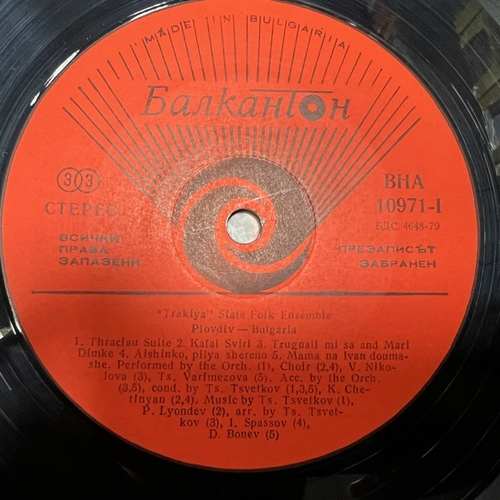 MADE IN BULGARIA
Балкантон
33
СТЕРЕО
ВНА
10971-I
БДС 4648-79
ВСИЧКИ
ПРАВА
ЗАПАЗЕНИ
ПРЕЗАПИСЪТ
ЗАБРАНЕН
"Trakiya" State Folk Ensemble
Plovdiv — Bulgaria
1. Thracian Suite 2. Kafal Sviri 3. Trugnali mi sa and Mari
Dimke 4. Aishinko, pilya shereno 5. Mama na Ivan douma-
she. Performed by the Orch. (1), Choir (2,4), V. Niko-
lova (3), Ts. Varimezova (5). Acc. by the Orch.
(3,5), cond. by Ts. Tsvetkov (1,3,5), K. Che-
tinyan (2,4). Music by Ts. Tsvetkov (1),
P. Lyondev (2), arr. by Ts. Tsvet-
kov (3), I. Spassov (4),
D. Bonev (5)